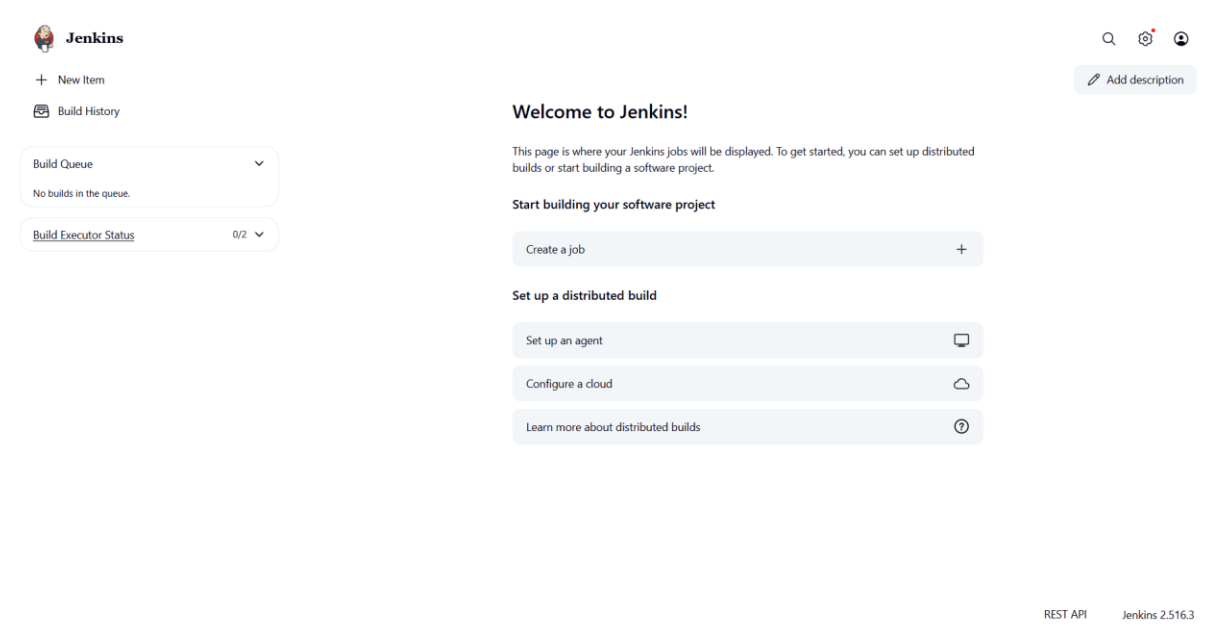 Jenkins
New Item
Build History
Build Queue
No builds in the queue.
Build Executor Status 0/2
Add description
Welcome to Jenkins!
This page is where your Jenkins jobs will be displayed. To get started, you can set up distributed
builds or start building a software project.
Start building your software project
Create a job
Set up a distributed build
Set up an agent
Configure a cloud
Learn more about distributed builds
REST API Jenkins 2.516.3